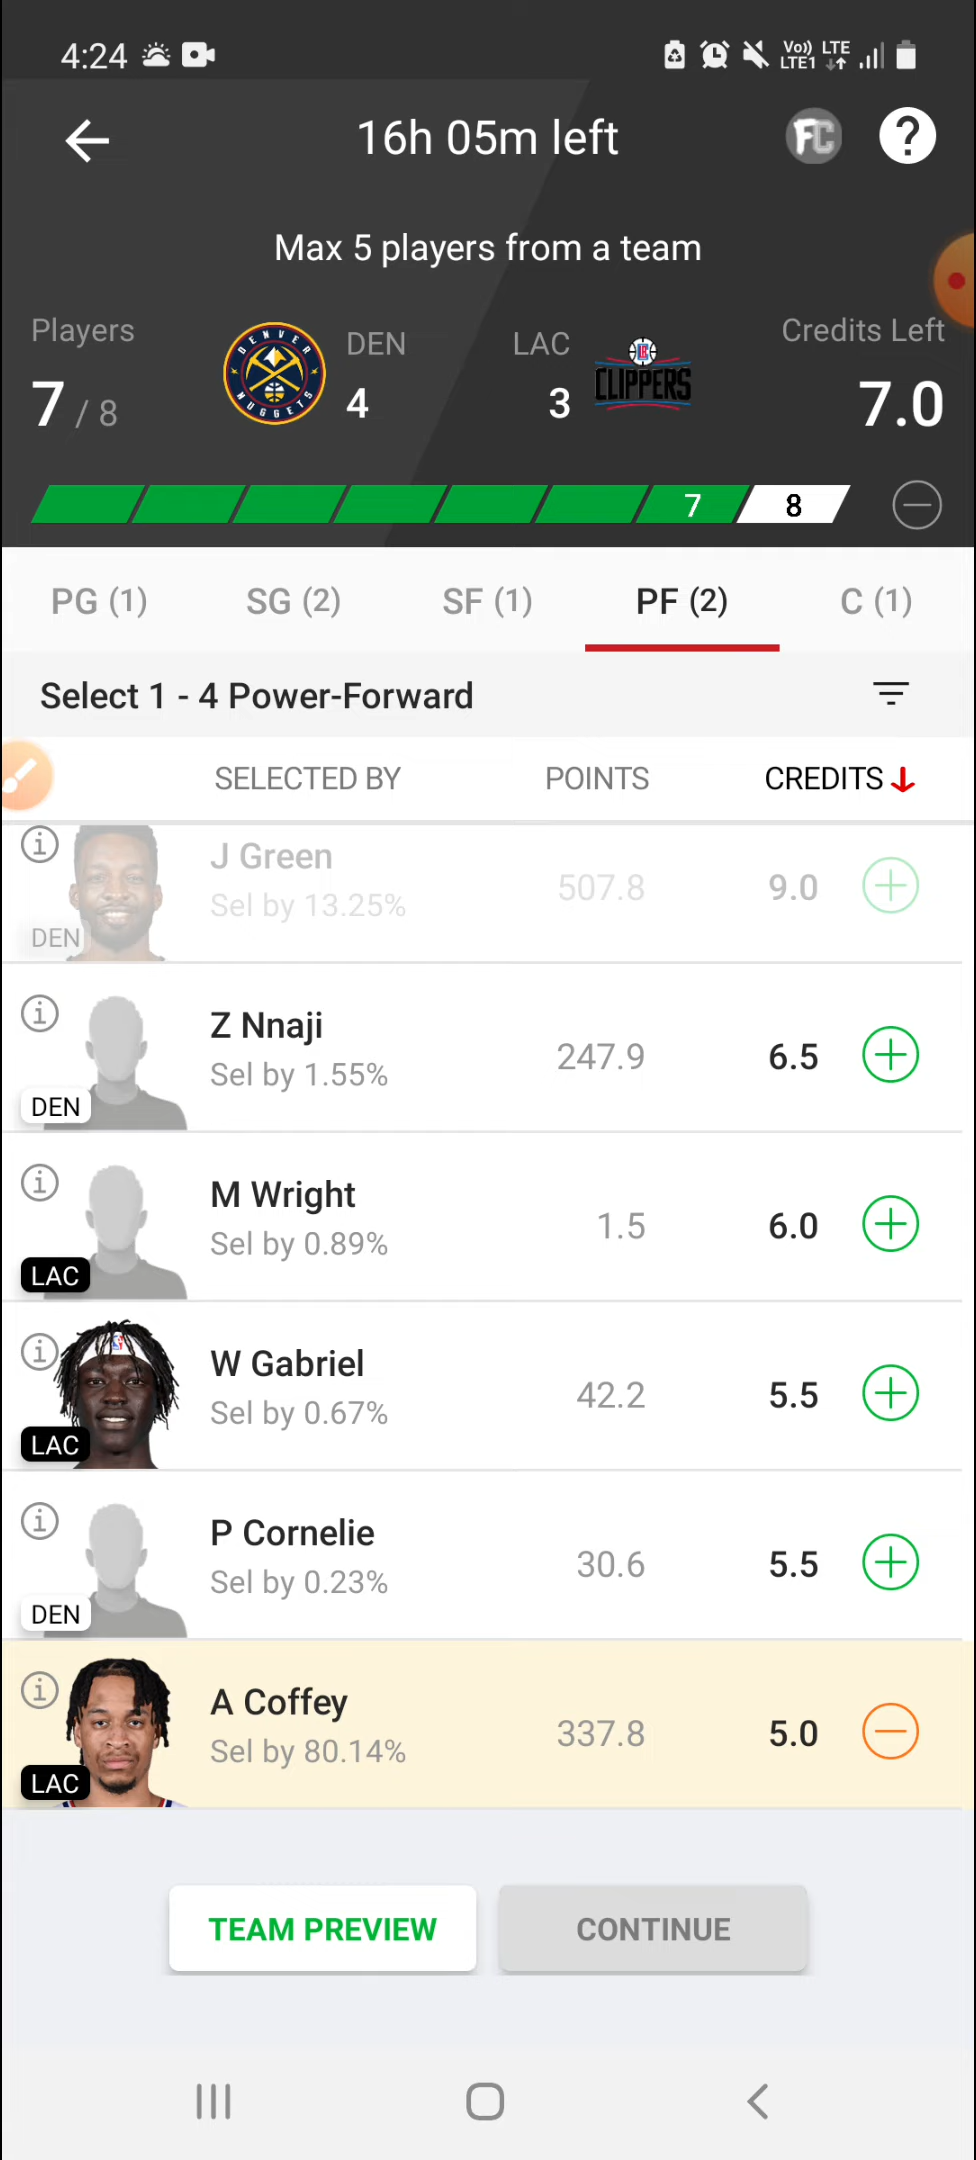 4:24 Vo)) LTE LTE1
16h 05m left FC ?
Max 5 players from a team
Players DEN LAC Credits Left
7 / 8 4 3 7.0
DENVER NUGGETS
CLIPPERS
7 8
PG (1) SG (2) SF (1) PF (2) C (1)
Select 1 - 4 Power-Forward
SELECTED BY POINTS CREDITS
J Green
Sel by 13.25% 507.8 9.0
DEN
Z Nnaji
Sel by 1.55% 247.9 6.5
DEN
M Wright
Sel by 0.89% 1.5 6.0
LAC
W Gabriel
Sel by 0.67% 42.2 5.5
LAC
P Cornelie
Sel by 0.23% 30.6 5.5
DEN
A Coffey
Sel by 80.14% 337.8 5.0
LAC
TEAM PREVIEW CONTINUE